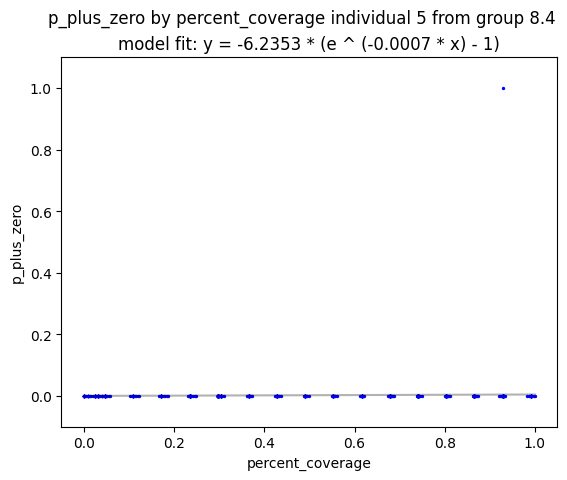 p_plus_zero by percent_coverage individual 5 from group 8.4
model fit: y = -6.2353 * (e ^ (-0.0007 * x) - 1)
1.0
0.8
0.6
0.4
0.2
0.0
p_plus_zero
0.0 0.2 0.4 0.6 0.8 1.0
percent_coverage